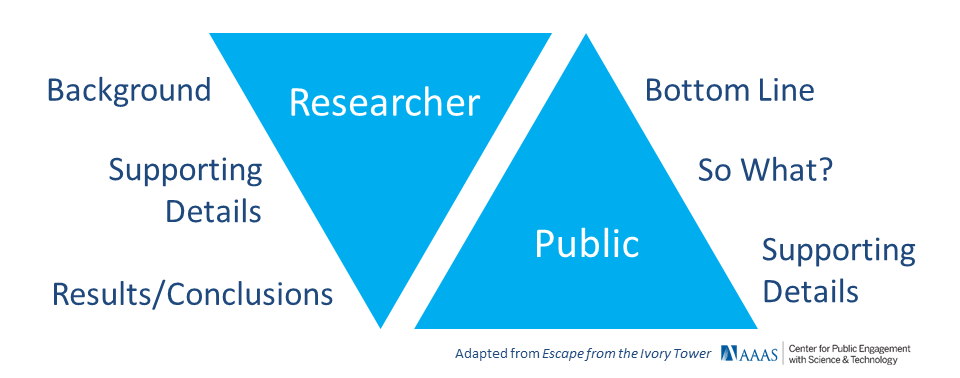 Background
Supporting
Details
Results/Conclusions
Researcher
Public
Bottom Line
So What?
Supporting
Details
Adapted from Escape from the Ivory Tower
AAAS
Center for Public Engagement
with Science & Technology